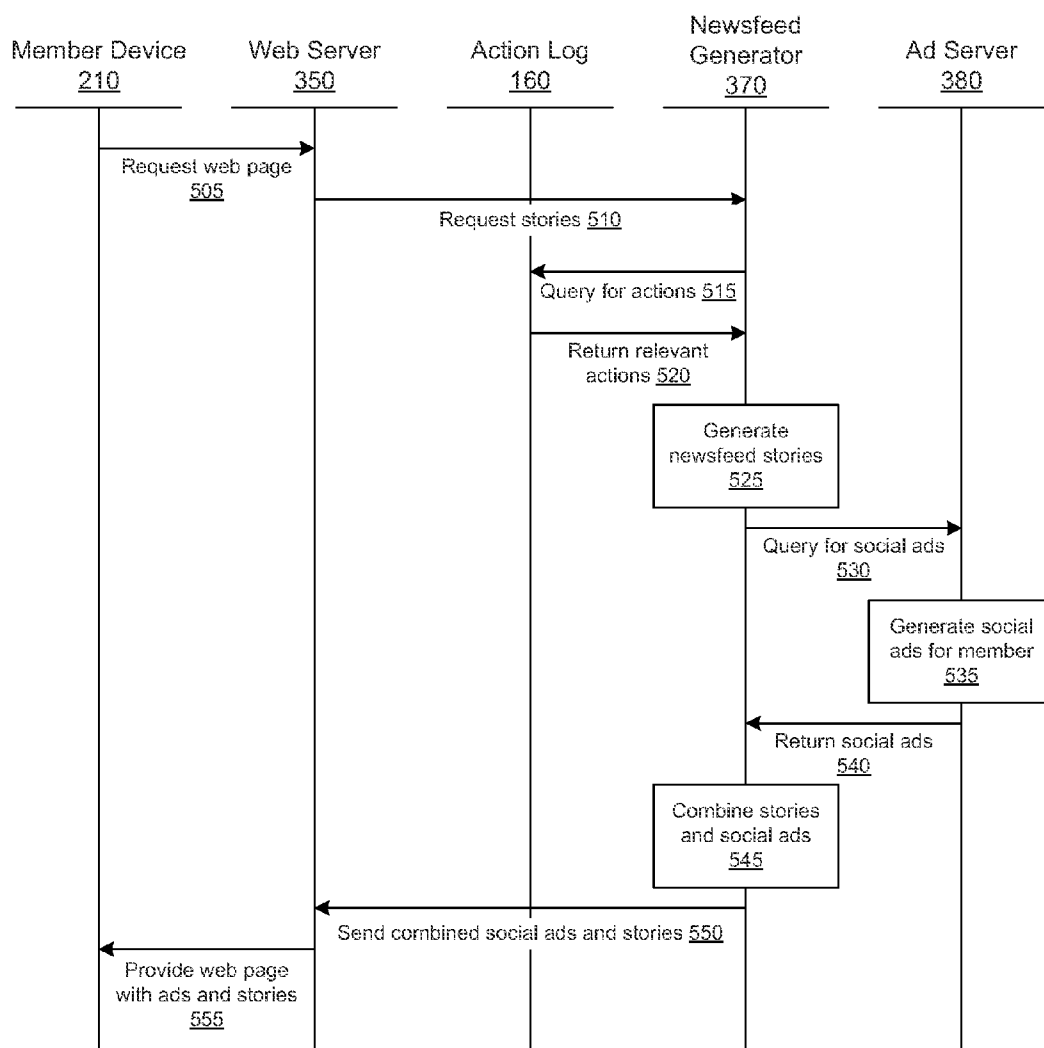 Member Device
210
Web Server
350
Action Log
160
Newsfeed
Generator
370
Ad Server
380
Request web page
505
Request stories 510
Query for actions 515
Return relevant
actions 520
Generate
newsfeed stories
525
Query for social ads
530
Generate social
ads for member
535
Return social ads
540
Combine stories
and social ads
545
Send combined social ads and stories 550
Provide web page
with ads and stories
555